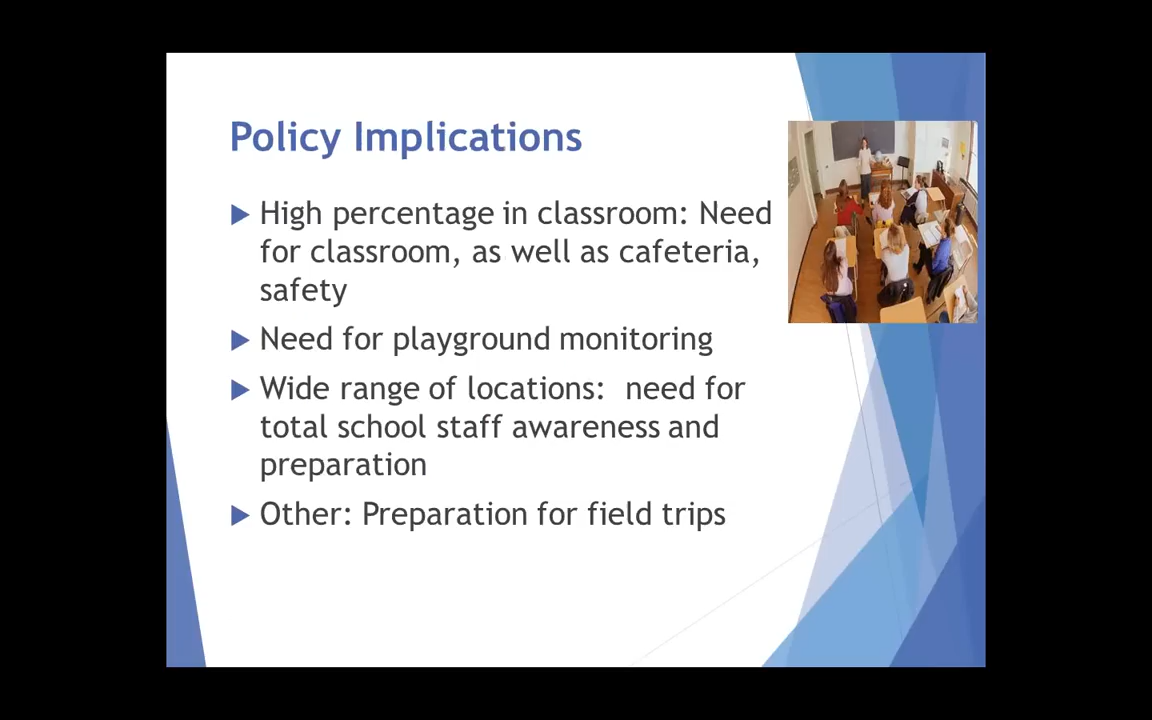 Policy Implications
High percentage in classroom: Need
for classroom, as well as cafeteria,
safety
Need for playground monitoring
Wide range of locations:  need for
total school staff awareness and
preparation
Other: Preparation for field trips